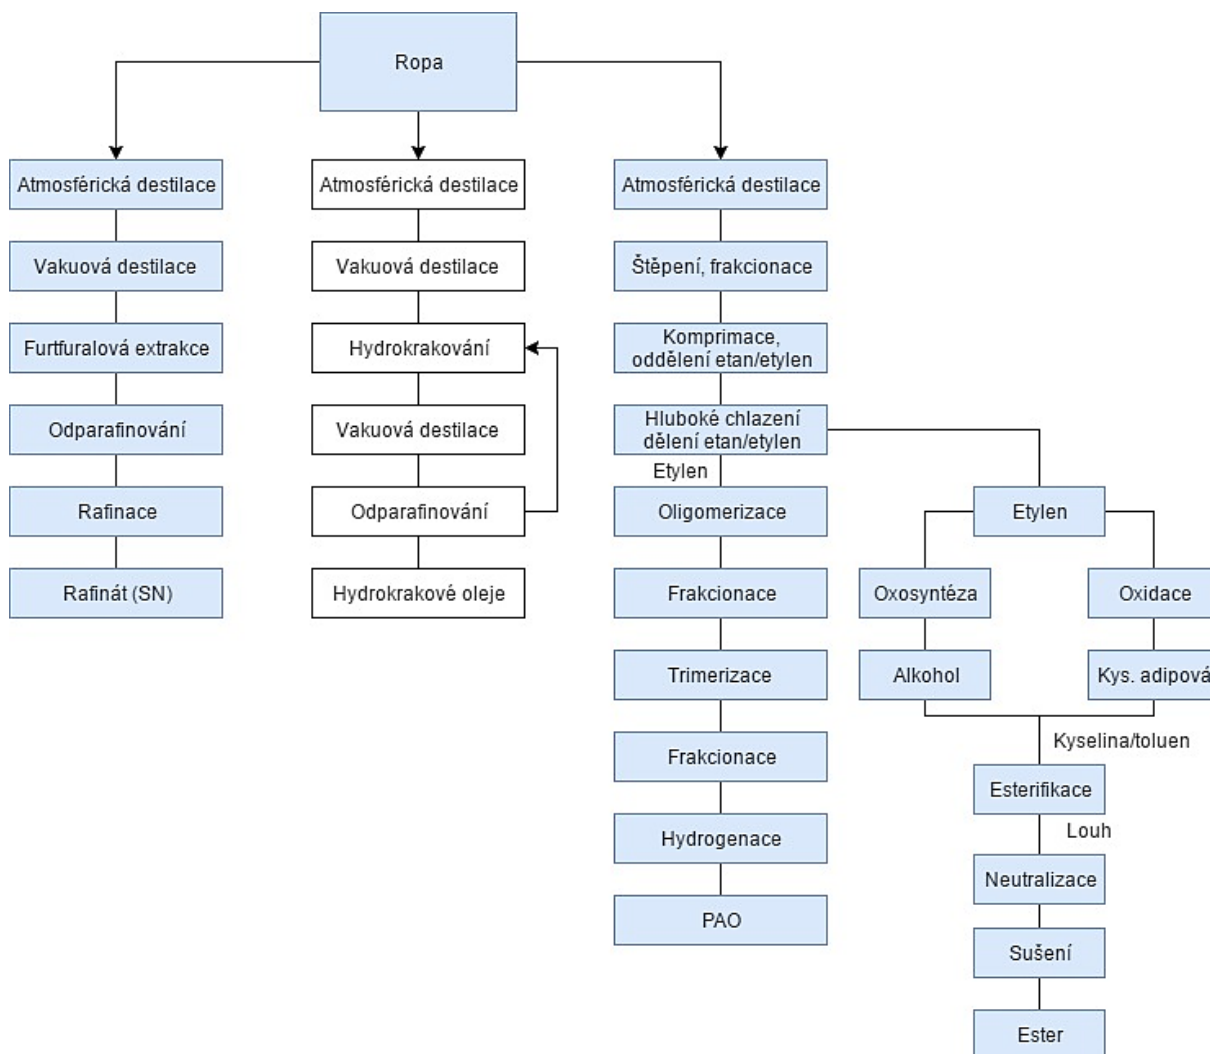 Ropa
Atmosférická destilace
Vakuová destilace
Furtfuralová extrakce
Odparafinování
Rafinace
Rafinát (SN)
Atmosférická destilace
Vakuová destilace
Hydrokrakování
Vakuová destilace
Odparafinování
Hydrokrakové oleje
Atmosférická destilace
Štěpení, frakcionace
Komprimace,
oddělení etan/etylen
Hluboké chlazení
dělení etan/etylen
Etylen
Oligomerizace
Frakcionace
Trimerizace
Frakcionace
Hydrogenace
PAO
Etylen
Oxosyntéza
Alkohol
Oxidace
Kys. adipová
Kyselina/toluen
Esterifikace
Louh
Neutralizace
Sušení
Ester